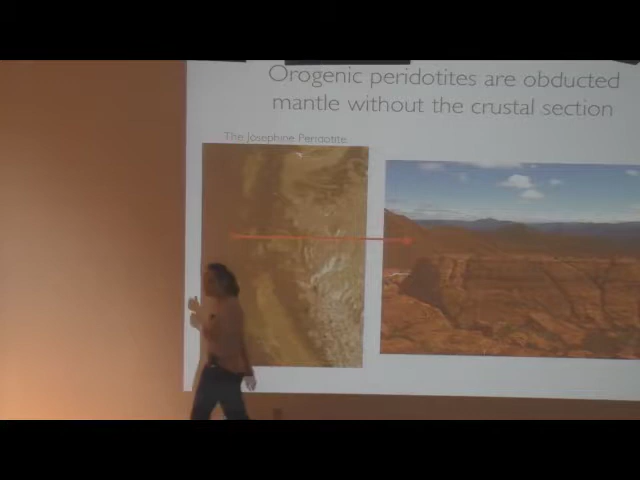 Orogenic peridotites are obducted
mantle without the crustal section
The Josephine Peridotite